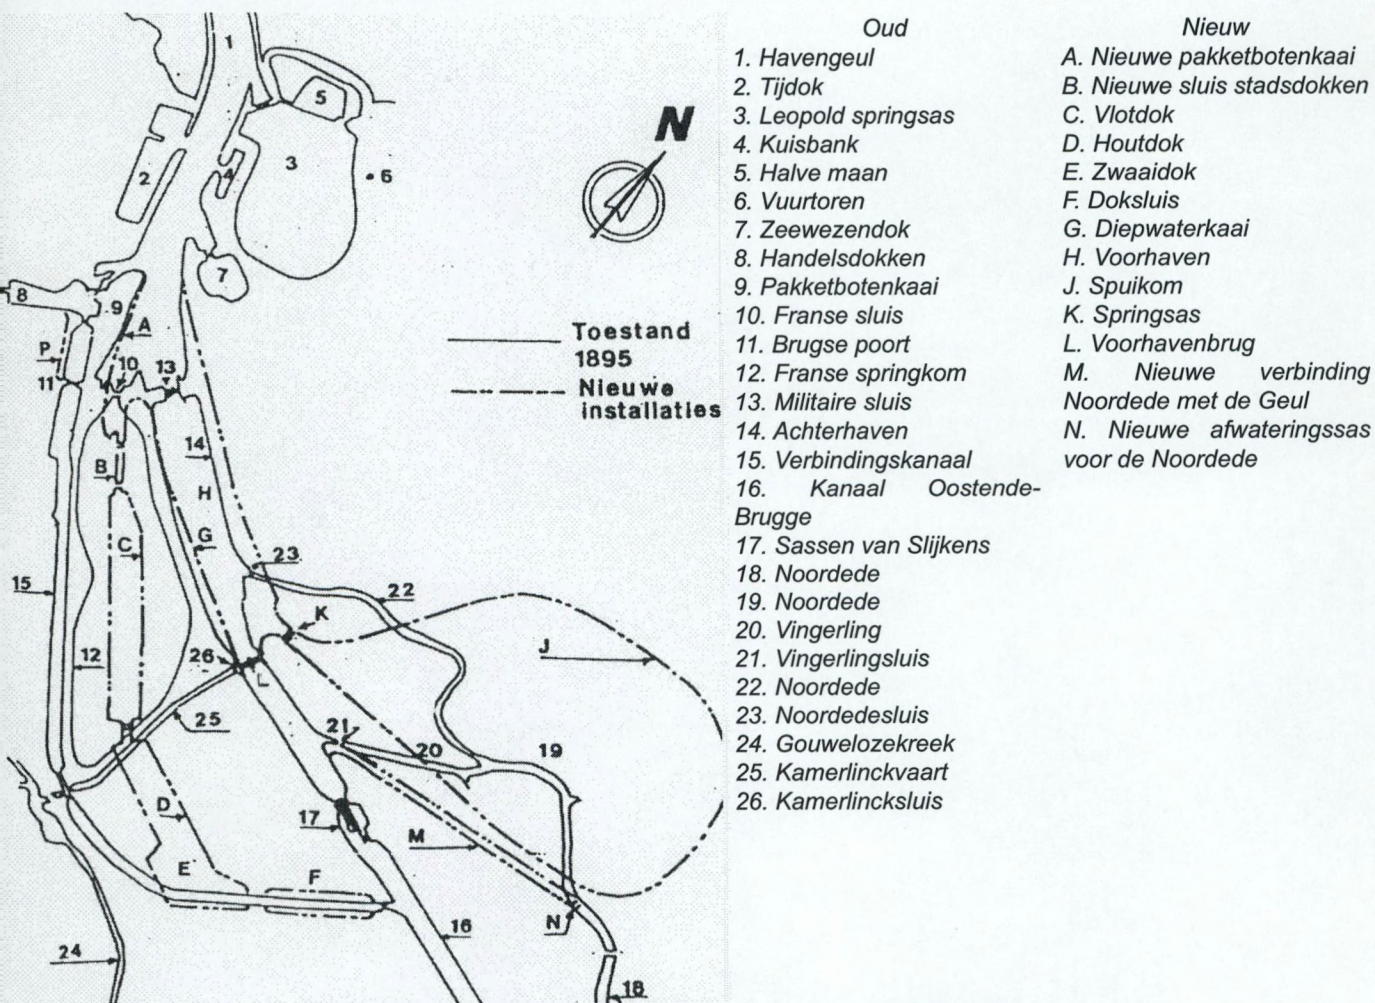 1
5
3
2
4
6
N
7
8
9
A
P
10
13
11
Toestand
1895
Nieuwe
installaties
14
B
H
C
G
23
15
22
K
12
26
L
J
25
21
20
19
D
17
M
E
F
N
16
24
18
Oud
1. Havengeul
2. Tijdok
3. Leopold springsas
4. Kuisbank
5. Halve maan
6. Vuurtoren
7. Zeewezendok
8. Handelsdokken
9. Pakketbotenkaai
10. Franse sluis
11. Brugse poort
12. Franse springkom
13. Militaire sluis
14. Achterhaven
15. Verbindingskanaal
16. Kanaal Oostende-
Brugge
17. Sassen van Slijkens
18. Noordede
19. Noordede
20. Vingerling
21. Vingerlingsluis
22. Noordede
23. Noordedesluis
24. Gouwelozekreek
25. Kamerlinckvaart
26. Kamerlincksluis
Nieuw
A. Nieuwe pakketbotenkaai
B. Nieuwe sluis stadsdokken
C. Vlotdok
D. Houtdok
E. Zwaaidok
F. Doksluis
G. Diepwaterkaai
H. Voorhaven
J. Spuikom
K. Springsas
L. Voorhavenbrug
M. Nieuwe verbinding
Noordede met de Geul
N. Nieuwe afwateringssas
voor de Noordede